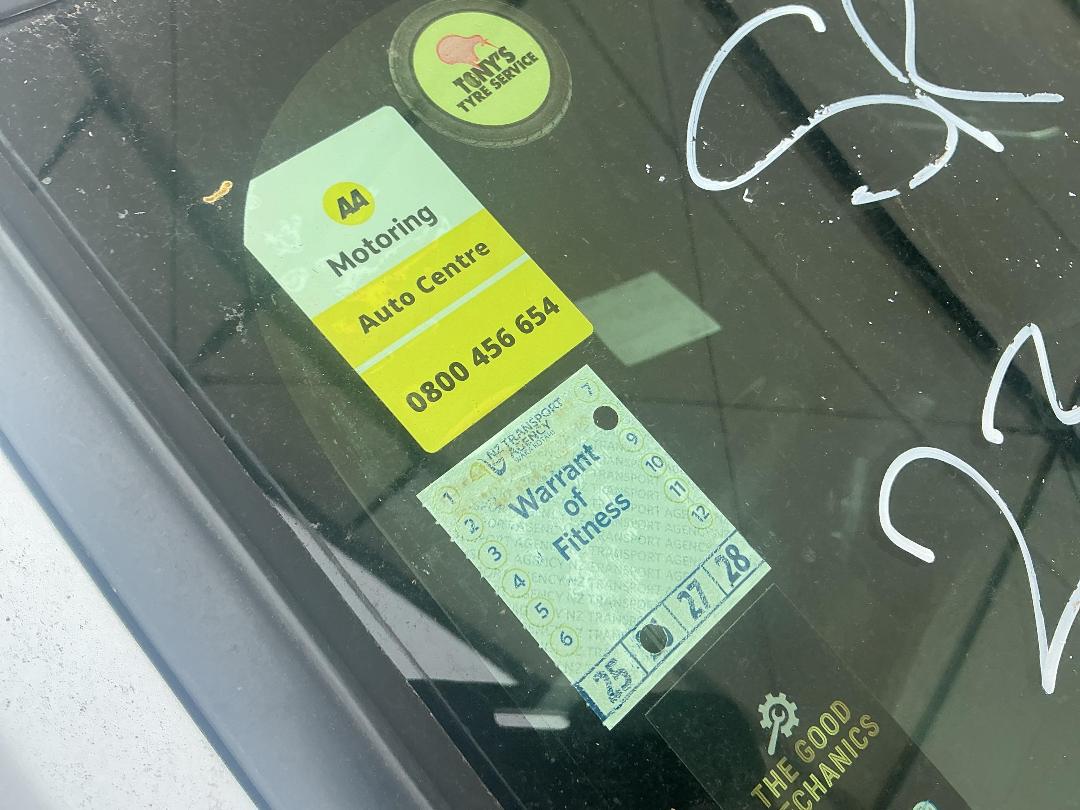 TONY'S
TYRE SERVICE
AA
Motoring
Auto Centre
0800 456 654
NZ TRANSPORT
AGENCY
Warrant
of
Fitness
1
2
3
4
5
6
7
9
10
11
12
25
27
28
THE GOOD
ECHANICS